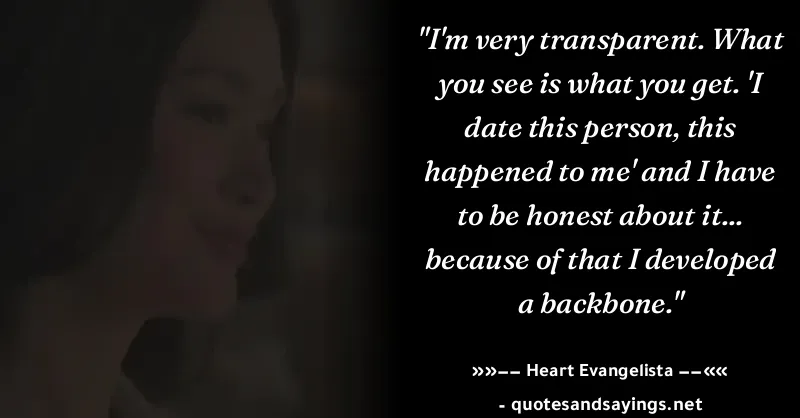 "I'm very transparent. What
you see is what you get. 'I
date this person, this
happened to me' and I have
to be honest about it...
because of that I developed
a backbone."
»»−− Heart Evangelista −−««
- quotesandsayings.net